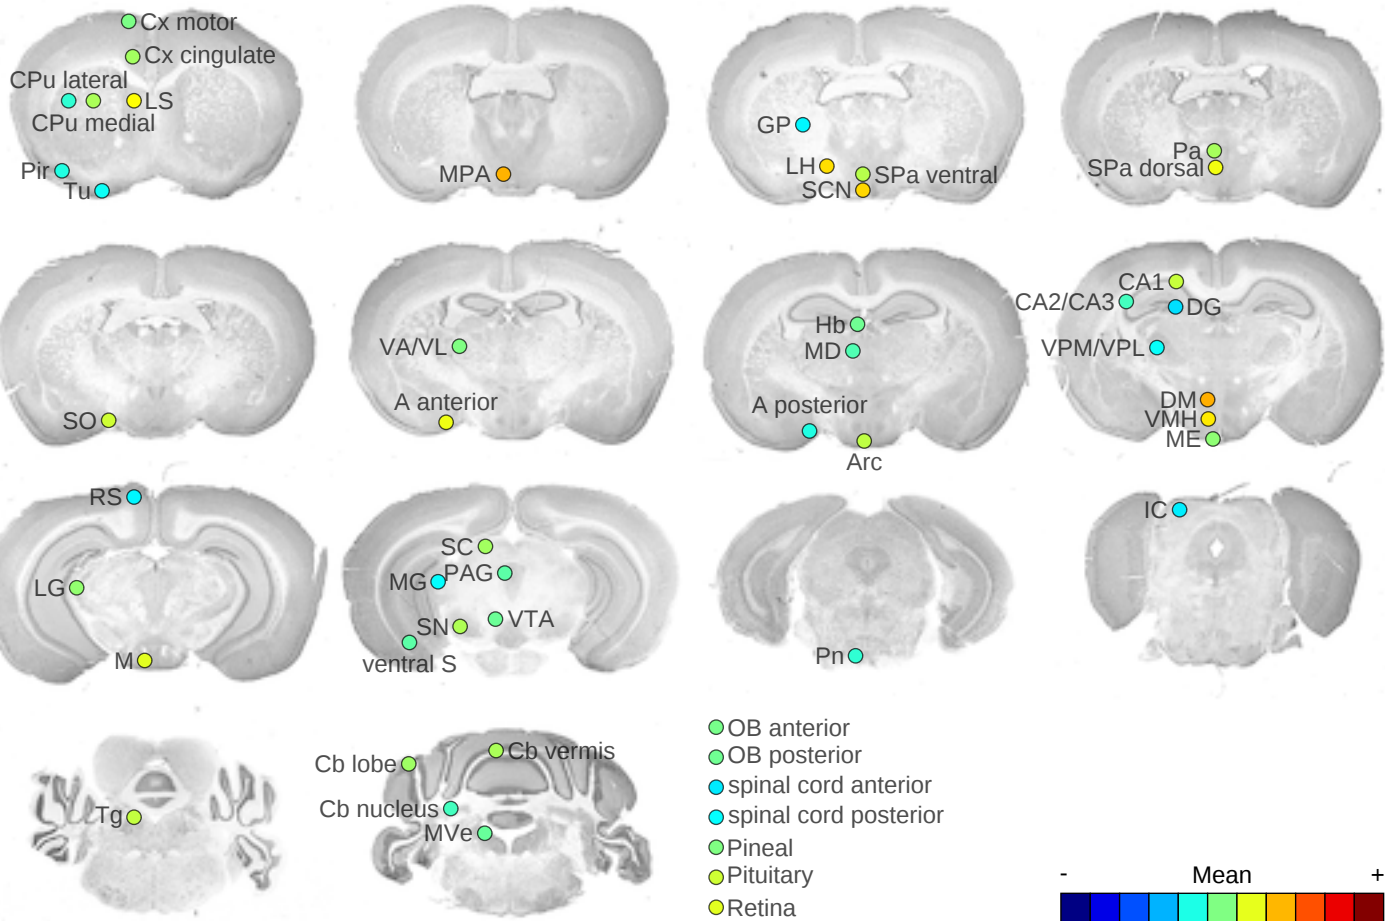 Cx motor
Cx cingulate
CPu lateral
LS
CPu medial
Pir
Tu
MPA
GP
LH
SPa ventral
SCN
Pa
SPa dorsal
SO
VA/VL
A anterior
Hb
MD
A posterior
Arc
CA1
CA2/CA3
DG
VPM/VPL
DM
VMH
ME
RS
LG
M
SC
MG
PAG
SN
VTA
ventral S
Pn
IC
Tg
Cb lobe
Cb vermis
Cb nucleus
MVe
OB anterior
OB posterior
spinal cord anterior
spinal cord posterior
Pineal
Pituitary
Retina
- Mean +